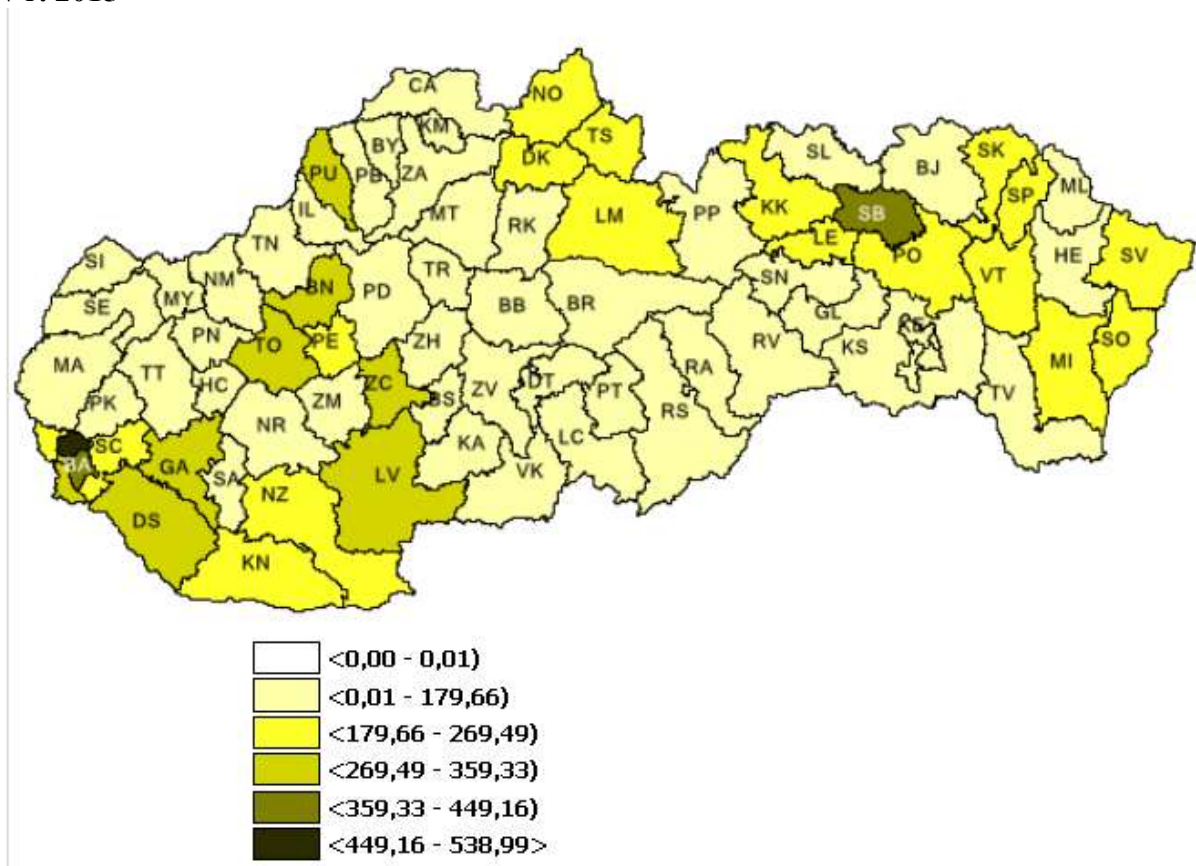 CA
NO
KM
TS
BY
SL
SK
DK
BJ
PU
PB
ZA
ML
SP
IL
KK
SB
MT
RK
LM
PP
TN
LE
PO
HE
SV
SI
TR
SN
VT
NM
BN
PD
MY
SE
BB
BR
GL
KE
PN
TO
PE
ZH
RV
KS
SO
MA
TT
HC
ZC
DT
RA
MI
PK
ZM
BS
ZV
PT
TV
NR
RS
SC
KA
LC
BA
GA
SA
LV
VK
NZ
DS
KN
<0,00 - 0,01)
<0,01 - 179,66)
<179,66 - 269,49)
<269,49 - 359,33)
<359,33 - 449,16)
<449,16 - 538,99>